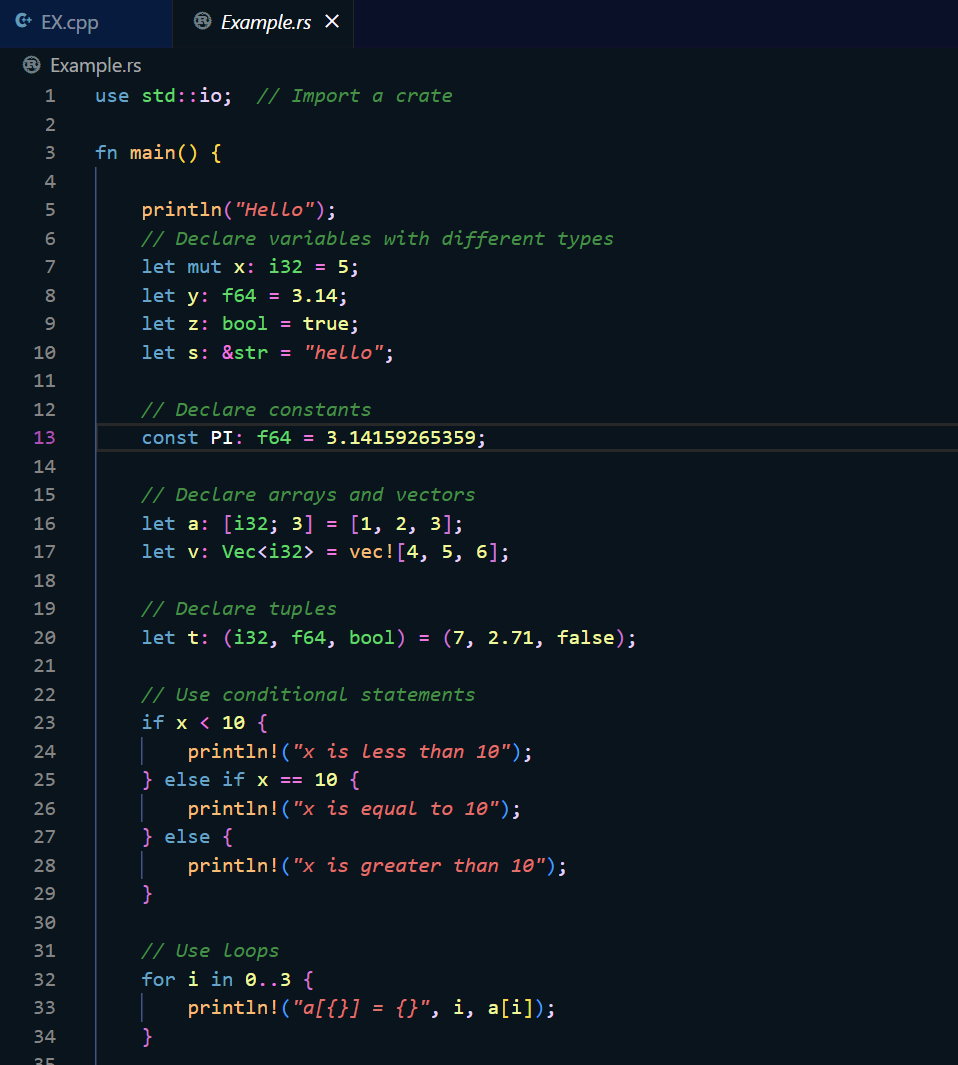 EX.cpp
Example.rs
Example.rs
1 use std::io;  // Import a crate
2
3 fn main() {
4
5     println("Hello");
6     // Declare variables with different types
7     let mut x: i32 = 5;
8     let y: f64 = 3.14;
9     let z: bool = true;
10     let s: &str = "hello";
11
12     // Declare constants
13     const PI: f64 = 3.14159265359;
14
15     // Declare arrays and vectors
16     let a: [i32; 3] = [1, 2, 3];
17     let v: Vec<i32> = vec![4, 5, 6];
18
19     // Declare tuples
20     let t: (i32, f64, bool) = (7, 2.71, false);
21
22     // Use conditional statements
23     if x < 10 {
24         println!("x is less than 10");
25     } else if x == 10 {
26         println!("x is equal to 10");
27     } else {
28         println!("x is greater than 10");
29     }
30
31     // Use loops
32     for i in 0..3 {
33         println!("a[{}] = {}", i, a[i]);
34     }
35